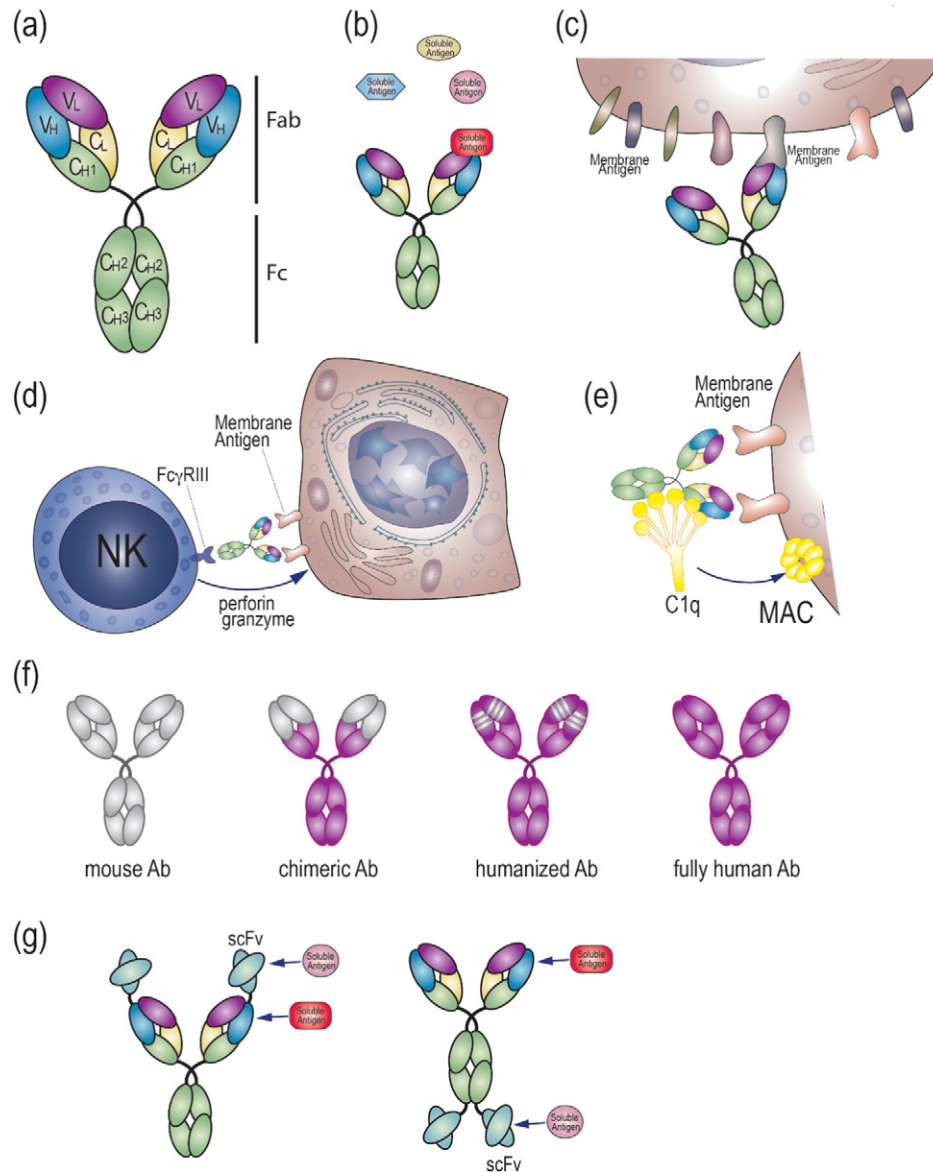 (a)
VL
VL
VH
VH
CL
CL
CH1
CH1
Fab
CH2
CH2
Fc
CH3
CH3
(b)
Soluble
Antigen
Soluble
Antigen
Soluble
Antigen
Soluble
Antigen
(c)
Membrane
Antigen
Membrane
Antigen
(d)
Membrane
Antigen
FcγRIII
NK
perforin
granzyme
(e)
Membrane
Antigen
C1q
MAC
(f)
mouse Ab
chimeric Ab
humanized Ab
fully human Ab
(g)
scFv
Soluble
Antigen
Soluble
Antigen
Soluble
Antigen
Soluble
Antigen
scFv